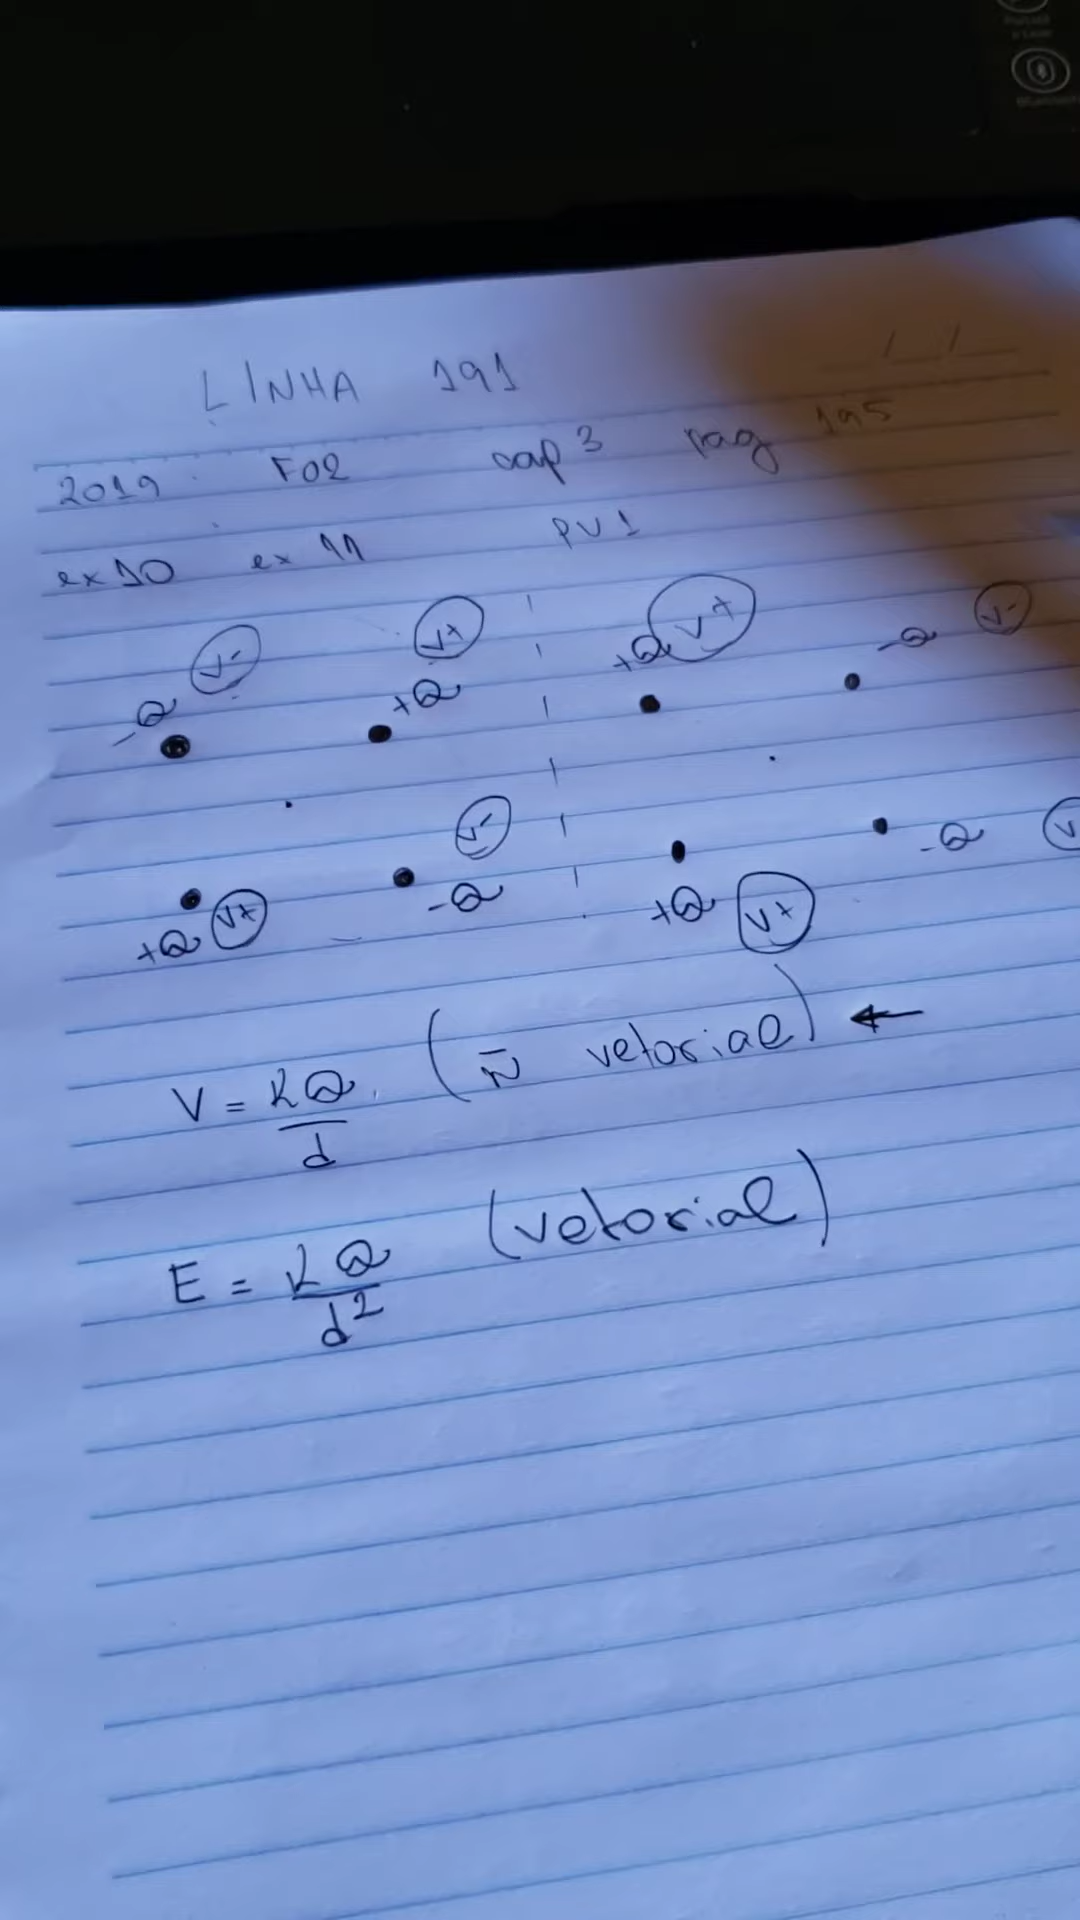 LINHA 191
2019 F02 cap 3 pag 195
ex 10 ex 11 PV1
-Q V- +Q V+ +Q V+ -Q V-
+Q V+ -Q V- +Q V+ -Q V
V = KQ/d (Ñ vetorial) ←
E = KQ/d² (vetorial)